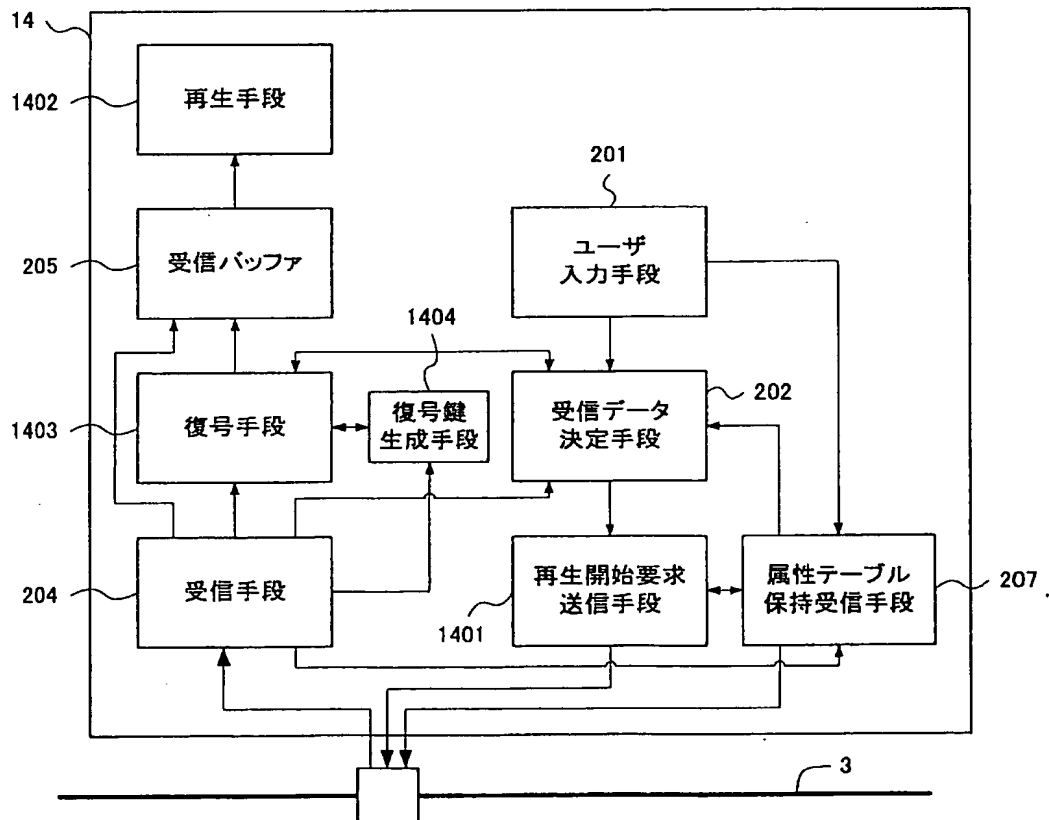 14
1402
再生手段
201
ユーザ
入力手段
205
受信バッファ
1404
202
1403
復号手段
復号鍵
生成手段
受信データ
決定手段
204
受信手段
再生開始要求
送信手段
1401
属性テーブル
保持受信手段
207
3